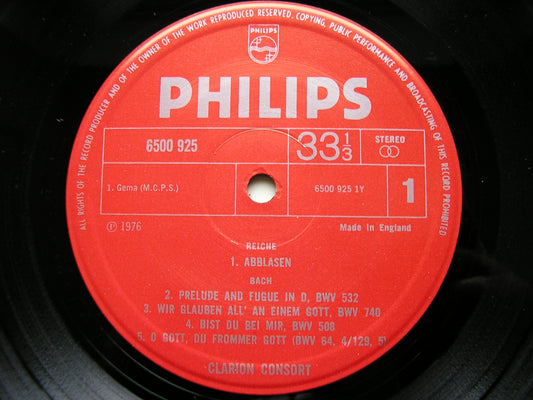 ALL RIGHTS OF THE RECORD PRODUCER AND OF THE OWNER OF THE WORK REPRODUCED RESERVED. COPYING, PUBLIC PERFORMANCE AND BROADCASTING OF THIS RECORD PROHIBITED
PHILIPS
PHILIPS
6500 925
33 1/3
STEREO
1. Gema (M.C.P.S.)
6500 925 1Y
1
Ⓟ 1976
Made in England
REICHE
1. ABBLASEN
BACH
2. PRELUDE AND FUGUE IN D, BWV 532
3. WIR GLAUBEN ALL' AN EINEM GOTT, BWV 740
4. BIST DU BEI MIR, BWV 508
5. O GOTT, DU FROMMER GOTT (BWV 64, 4/129, 5)
CLARION CONSORT